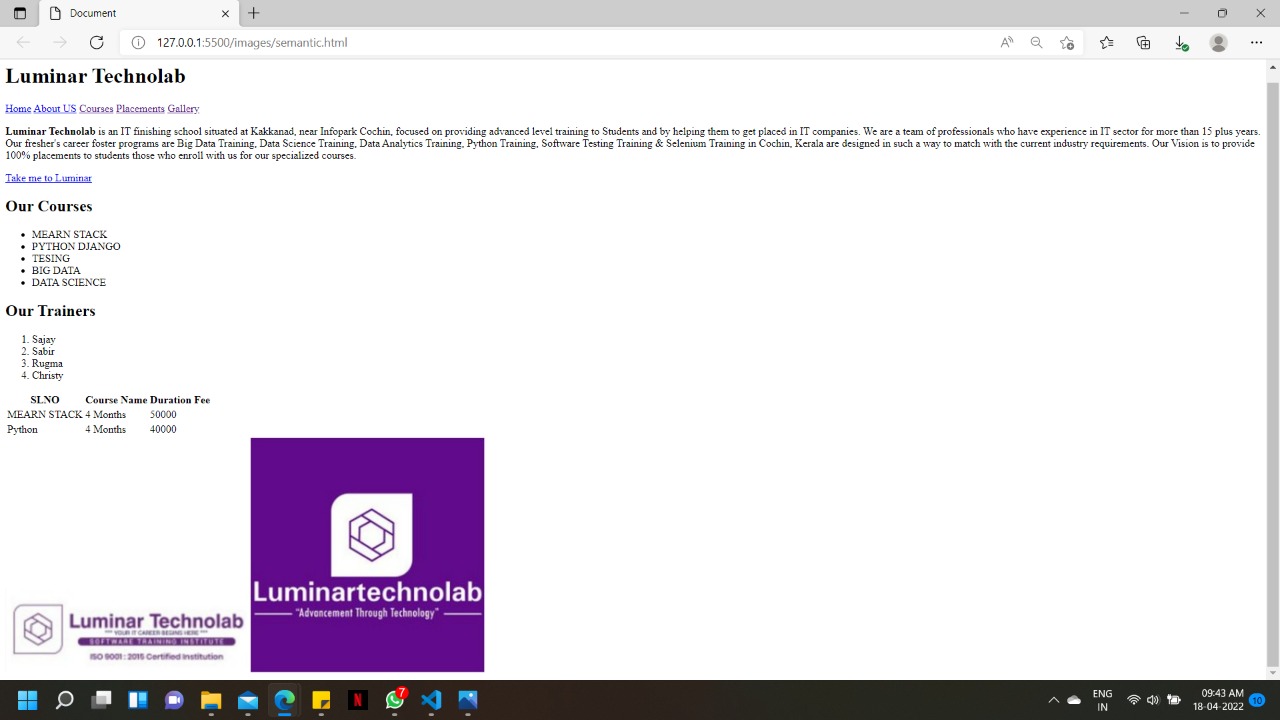 Document
127.0.0.1:5500/images/semantic.html
Luminar Technolab
Home About US Courses Placements Gallery
Luminar Technolab is an IT finishing school situated at Kakkanad, near Infopark Cochin, focused on providing advanced level training to Students and by helping them to get placed in IT companies. We are a team of professionals who have experience in IT sector for more than 15 plus years.
Our fresher's career foster programs are Big Data Training, Data Science Training, Data Analytics Training, Python Training, Software Testing Training & Selenium Training in Cochin, Kerala are designed in such a way to match with the current industry requirements. Our Vision is to provide
100% placements to students those who enroll with us for our specialized courses.
Take me to Luminar
Our Courses
• MEARN STACK
• PYTHON DJANGO
• TESING
• BIG DATA
• DATA SCIENCE
Our Trainers
1. Sajay
2. Sabir
3. Rugma
4. Christy
SLNO Course Name Duration Fee
MEARN STACK 4 Months 50000
Python 4 Months 40000
Luminartechnolab
"Advancement Through Technology"
Luminar Technolab
*** YOUR IT CAREER BEGINS HERE ***
SOFTWARE TRAINING INSTITUTE
ISO 9001 : 2015 Certified Institution
7
ENG
IN
09:43 AM
18-04-2022
10